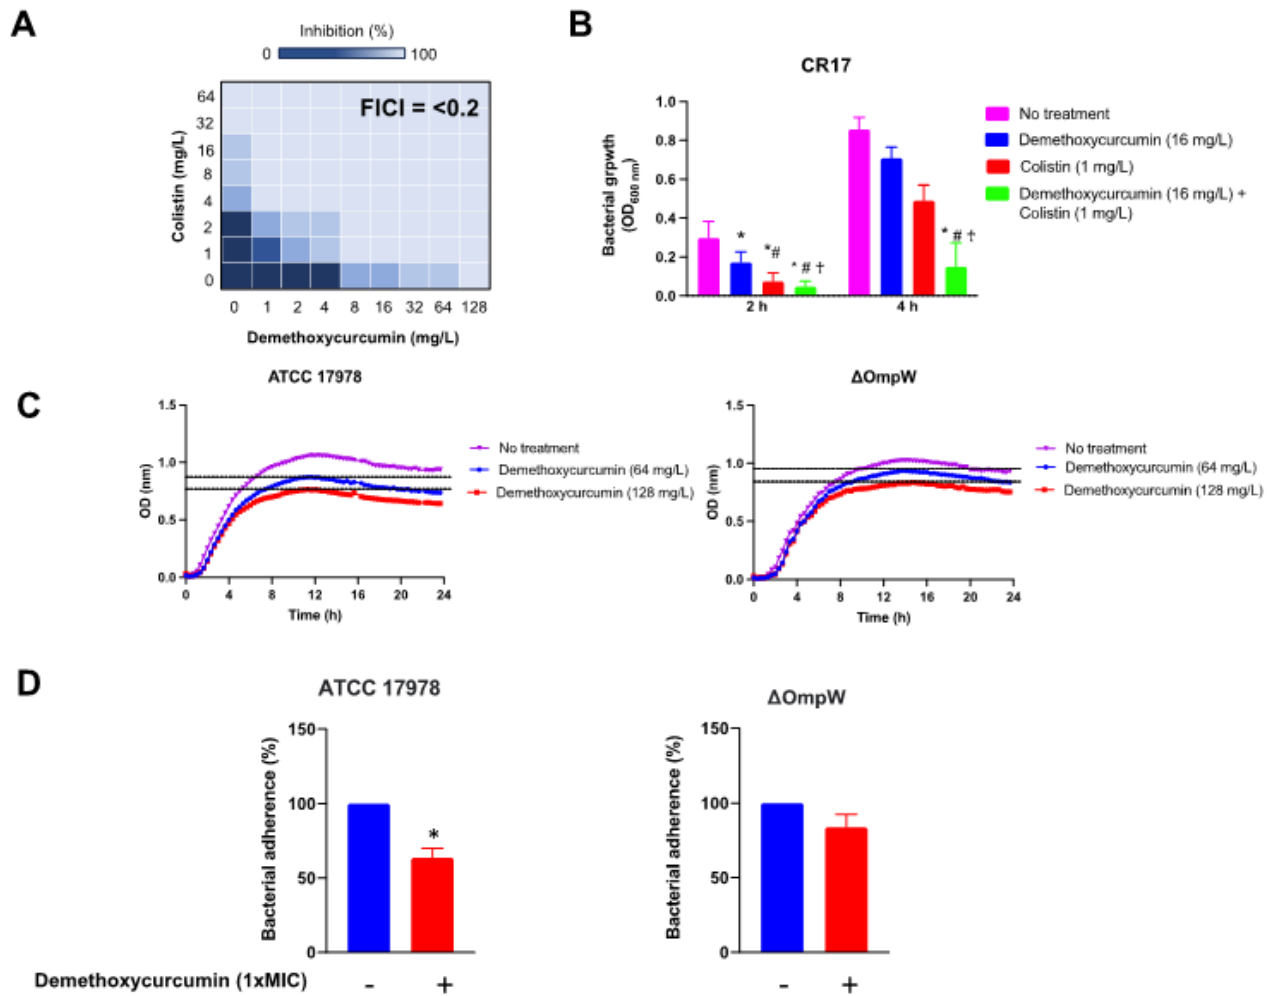 A
Inhibition (%)
0 100
FICI = <0.2
Colistin (mg/L)
64
32
16
8
4
2
1
0
0 1 2 4 8 16 32 64 128
Demethoxycurcumin (mg/L)
B
CR17
Bacterial grpwth
(OD600 nm)
1.0
0.8
0.6
0.4
0.2
0.0
*
*#
* # †
* # †
2 h 4 h
No treatment
Demethoxycurcumin (16 mg/L)
Colistin (1 mg/L)
Demethoxycurcumin (16 mg/L) +
Colistin (1 mg/L)
C
ATCC 17978
OD (nm)
1.5
1.0
0.5
0.0
0 4 8 12 16 20 24
Time (h)
No treatment
Demethoxycurcumin (64 mg/L)
Demethoxycurcumin (128 mg/L)
ΔOmpW
OD (nm)
1.5
1.0
0.5
0.0
0 4 8 12 16 20 24
Time (h)
No treatment
Demethoxycurcumin (64 mg/L)
Demethoxycurcumin (128 mg/L)
D
ATCC 17978
Bacterial adherence (%)
150
100
50
0
*
ΔOmpW
Bacterial adherence (%)
150
100
50
0
Demethoxycurcumin (1xMIC) - + - +